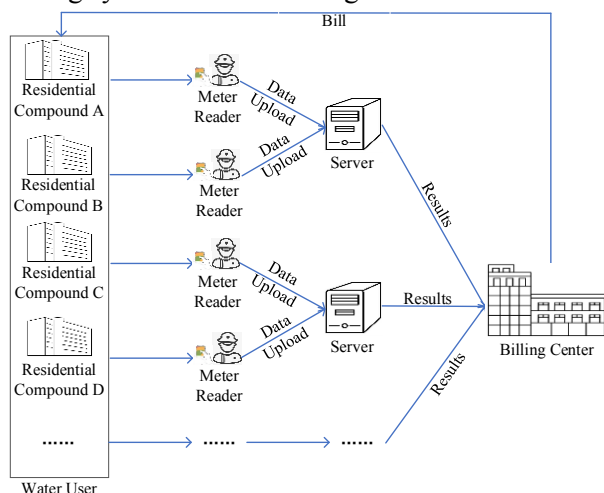 Bill
Residential
Compound A
Meter
Reader
Data
Upload
Server
Residential
Compound B
Meter
Reader
Data
Upload
Results
Residential
Compound C
Meter
Reader
Data
Upload
Server
Results
Billing Center
Residential
Compound D
Meter
Reader
Data
Upload
Results
......
......
......
Water User